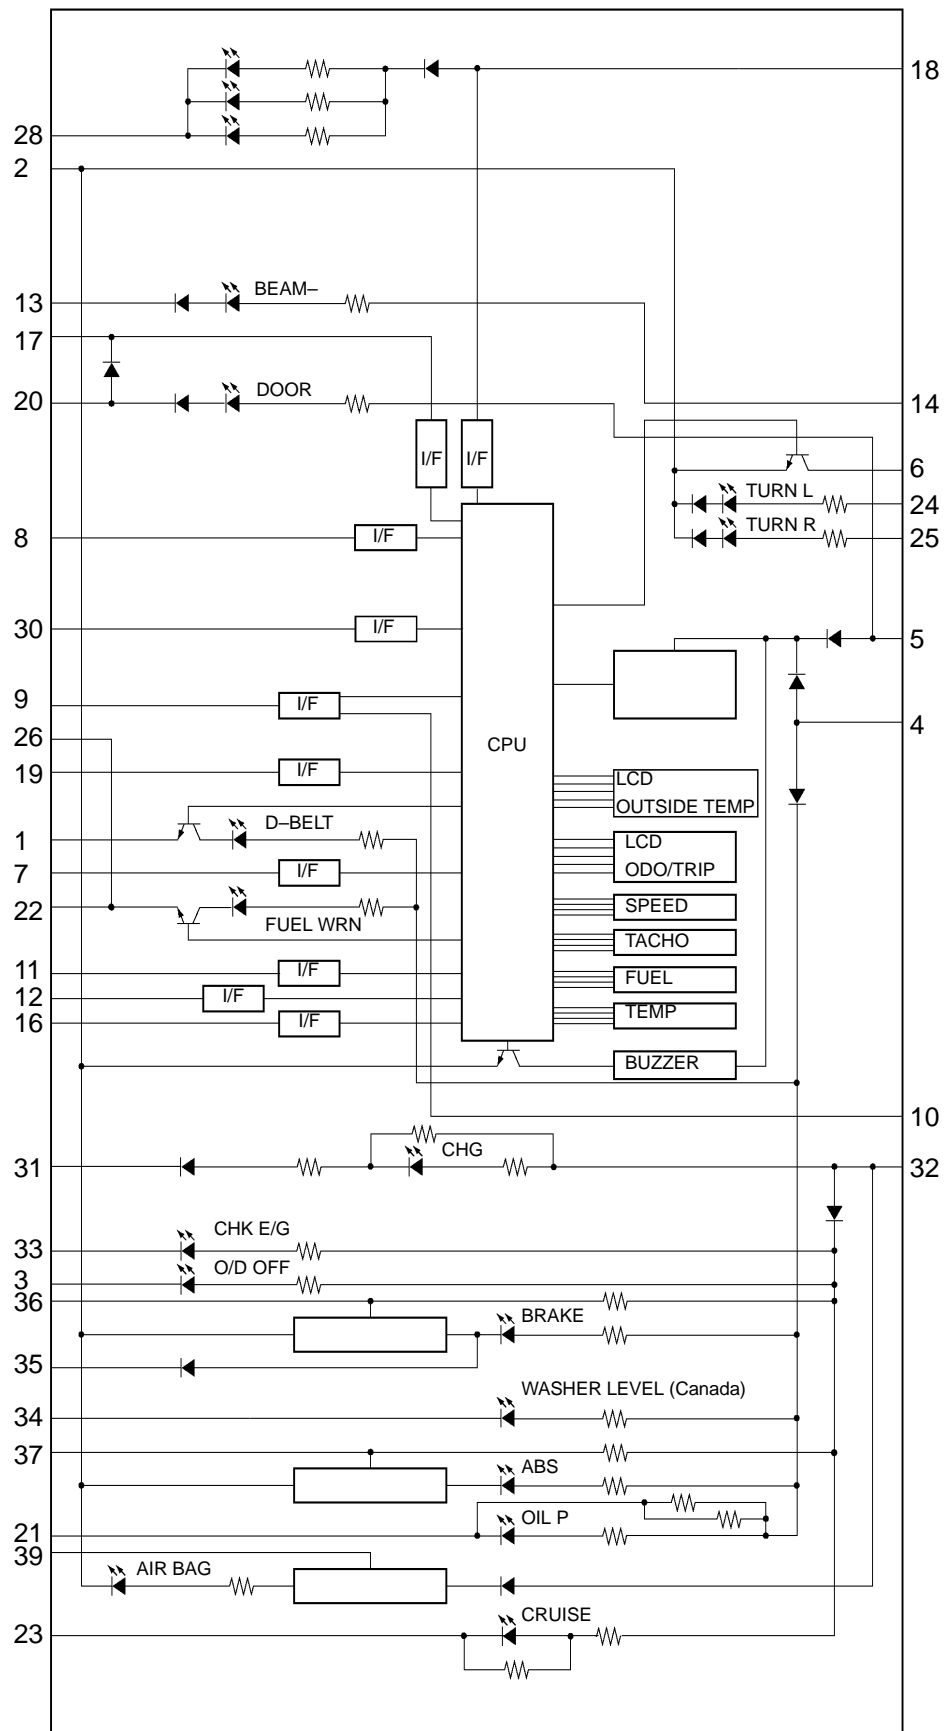 18
28
2
BEAM–
13
17
DOOR
20
14
I/F
I/F
6
TURN L
24
TURN R
25
8
I/F
30
I/F
5
9
I/F
4
26
CPU
19
I/F
LCD
OUTSIDE TEMP
D–BELT
1
LCD
ODO/TRIP
7
I/F
22
SPEED
FUEL WRN
TACHO
11
I/F
FUEL
12
I/F
16
I/F
TEMP
BUZZER
10
CHG
31
32
CHK E/G
33
O/D OFF
3
36
BRAKE
35
WASHER LEVEL (Canada)
34
37
ABS
OIL P
21
39
AIR BAG
CRUISE
23